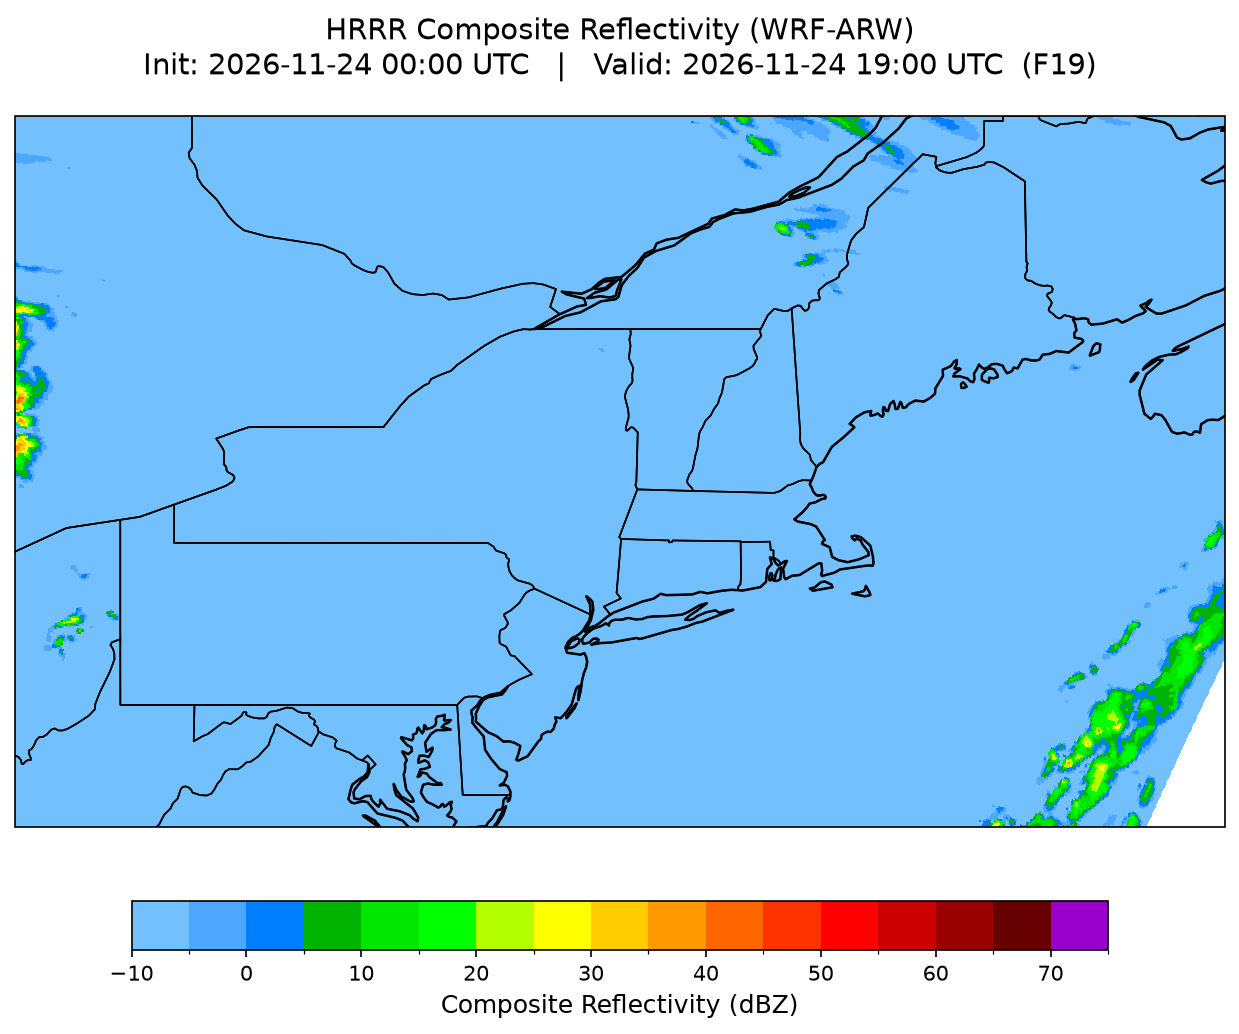 HRRR Composite Reflectivity (WRF-ARW)
Init: 2026-11-24 00:00 UTC   |   Valid: 2026-11-24 19:00 UTC  (F19)
−10 0 10 20 30 40 50 60 70
Composite Reflectivity (dBZ)